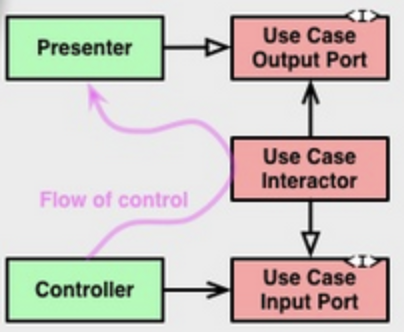 Presenter
<I>
Use Case
Output Port
Use Case
Interactor
Flow of control
Controller
<I>
Use Case
Input Port